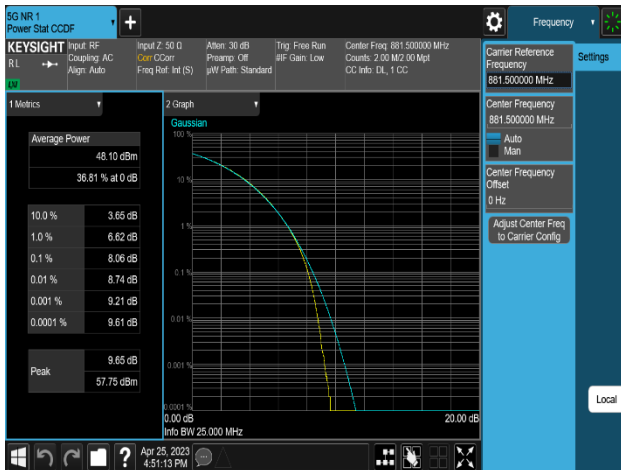 5G NR 1
Power Stat CCDF
Frequency
KEYSIGHT
R L
LXI
Input: RF
Coupling: AC
Align: Auto
Input Z: 50 Ω
Corr CCorr
Freq Ref: Int (S)
Atten: 30 dB
Preamp: Off
µW Path: Standard
Trig: Free Run
#IF Gain: Low
Center Freq: 881.500000 MHz
Counts: 2.00 M/2.00 Mpt
CC Info: DL, 1 CC
Carrier Reference
Frequency
881.500000 MHz
Settings
Center Frequency
881.500000 MHz
Auto
Man
Center Frequency
Offset
0 Hz
Adjust Center Freq
to Carrier Config
Local
1 Metrics
Average Power
48.10 dBm
36.81 % at 0 dB
10.0 % 3.65 dB
1.0 % 6.62 dB
0.1 % 8.06 dB
0.01 % 8.74 dB
0.001 % 9.21 dB
0.0001 % 9.61 dB
Peak
9.65 dB
57.75 dBm
2 Graph
Gaussian
100 %
10 %
1 %
0.1 %
0.01 %
0.001 %
0.0001 %
0.00 dB 20.00 dB
Info BW 25.000 MHz
?
Apr 25, 2023
4:51:13 PM